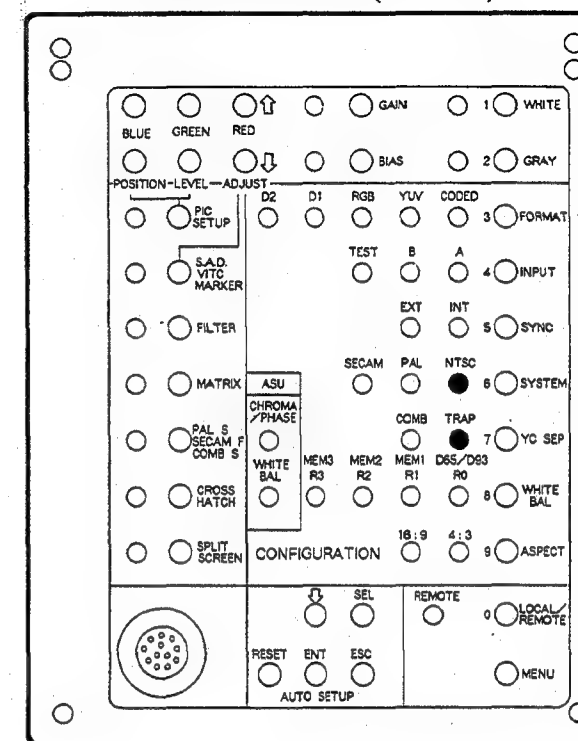 GAIN 1 WHITE
BLUE GREEN RED
BIAS 2 GRAY
POSITION LEVEL ADJUST
D2 D1 RGB YUV CODED
PIC SETUP 3 FORMAT
TEST B A
S.A.D. VITC MARKER 4 INPUT
EXT INT
FILTER 5 SYNC
SECAM PAL NTSC
MATRIX ASU 6 SYSTEM
CHROMA /PHASE COMB TRAP
PAL S SECAM F COMB S 7 YC SEP
WHITE BAL MEM3 R3 MEM2 R2 MEM1 R1 D65/D93 R0
CROSS HATCH 8 WHITE BAL
16:9 4:3
SPLIT SCREEN CONFIGURATION 9 ASPECT
SEL REMOTE
0 LOCAL/ REMOTE
RESET ENT ESC
MENU
AUTO SETUP